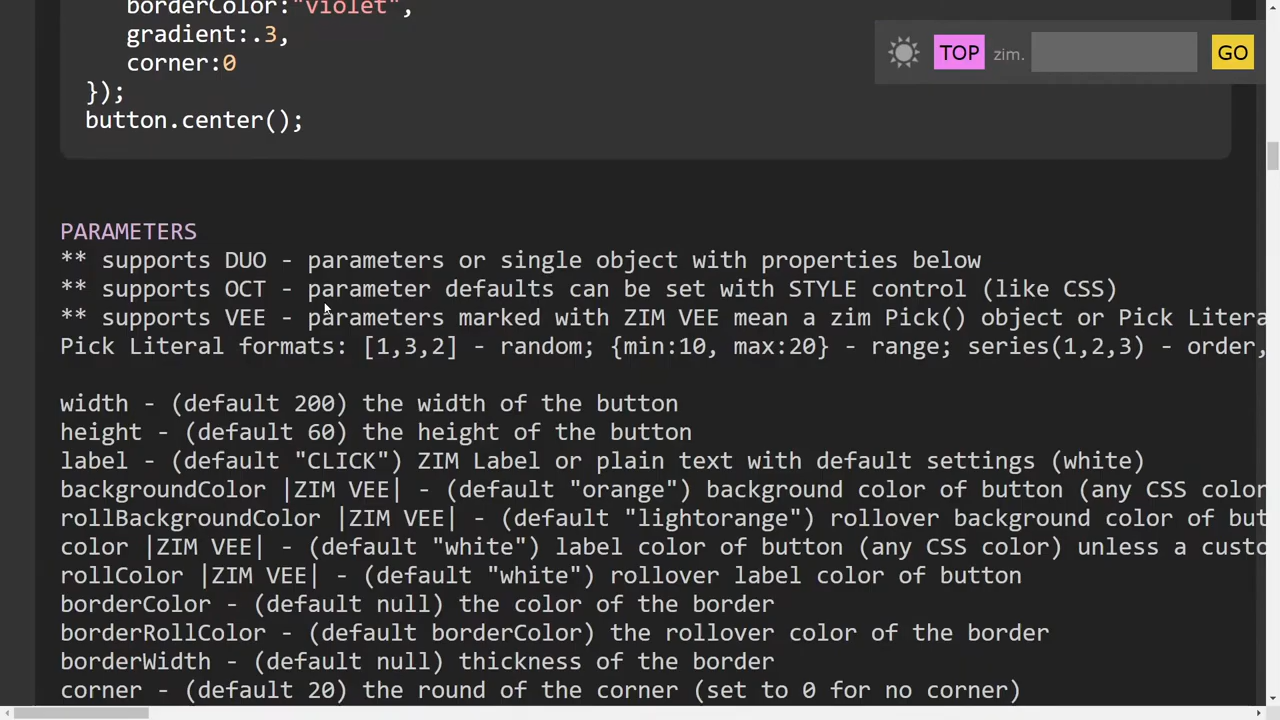 borderColor:"violet",
gradient:.3,
corner:0
});
button.center();
TOP zim. GO
PARAMETERS
** supports DUO - parameters or single object with properties below
** supports OCT - parameter defaults can be set with STYLE control (like CSS)
** supports VEE - parameters marked with ZIM VEE mean a zim Pick() object or Pick Litera
Pick Literal formats: [1,3,2] - random; {min:10, max:20} - range; series(1,2,3) - order,
width - (default 200) the width of the button
height - (default 60) the height of the button
label - (default "CLICK") ZIM Label or plain text with default settings (white)
backgroundColor |ZIM VEE| - (default "orange") background color of button (any CSS color
rollBackgroundColor |ZIM VEE| - (default "lightorange") rollover background color of but
color |ZIM VEE| - (default "white") label color of button (any CSS color) unless a custo
rollColor |ZIM VEE| - (default "white") rollover label color of button
borderColor - (default null) the color of the border
borderRollColor - (default borderColor) the rollover color of the border
borderWidth - (default null) thickness of the border
corner - (default 20) the round of the corner (set to 0 for no corner)